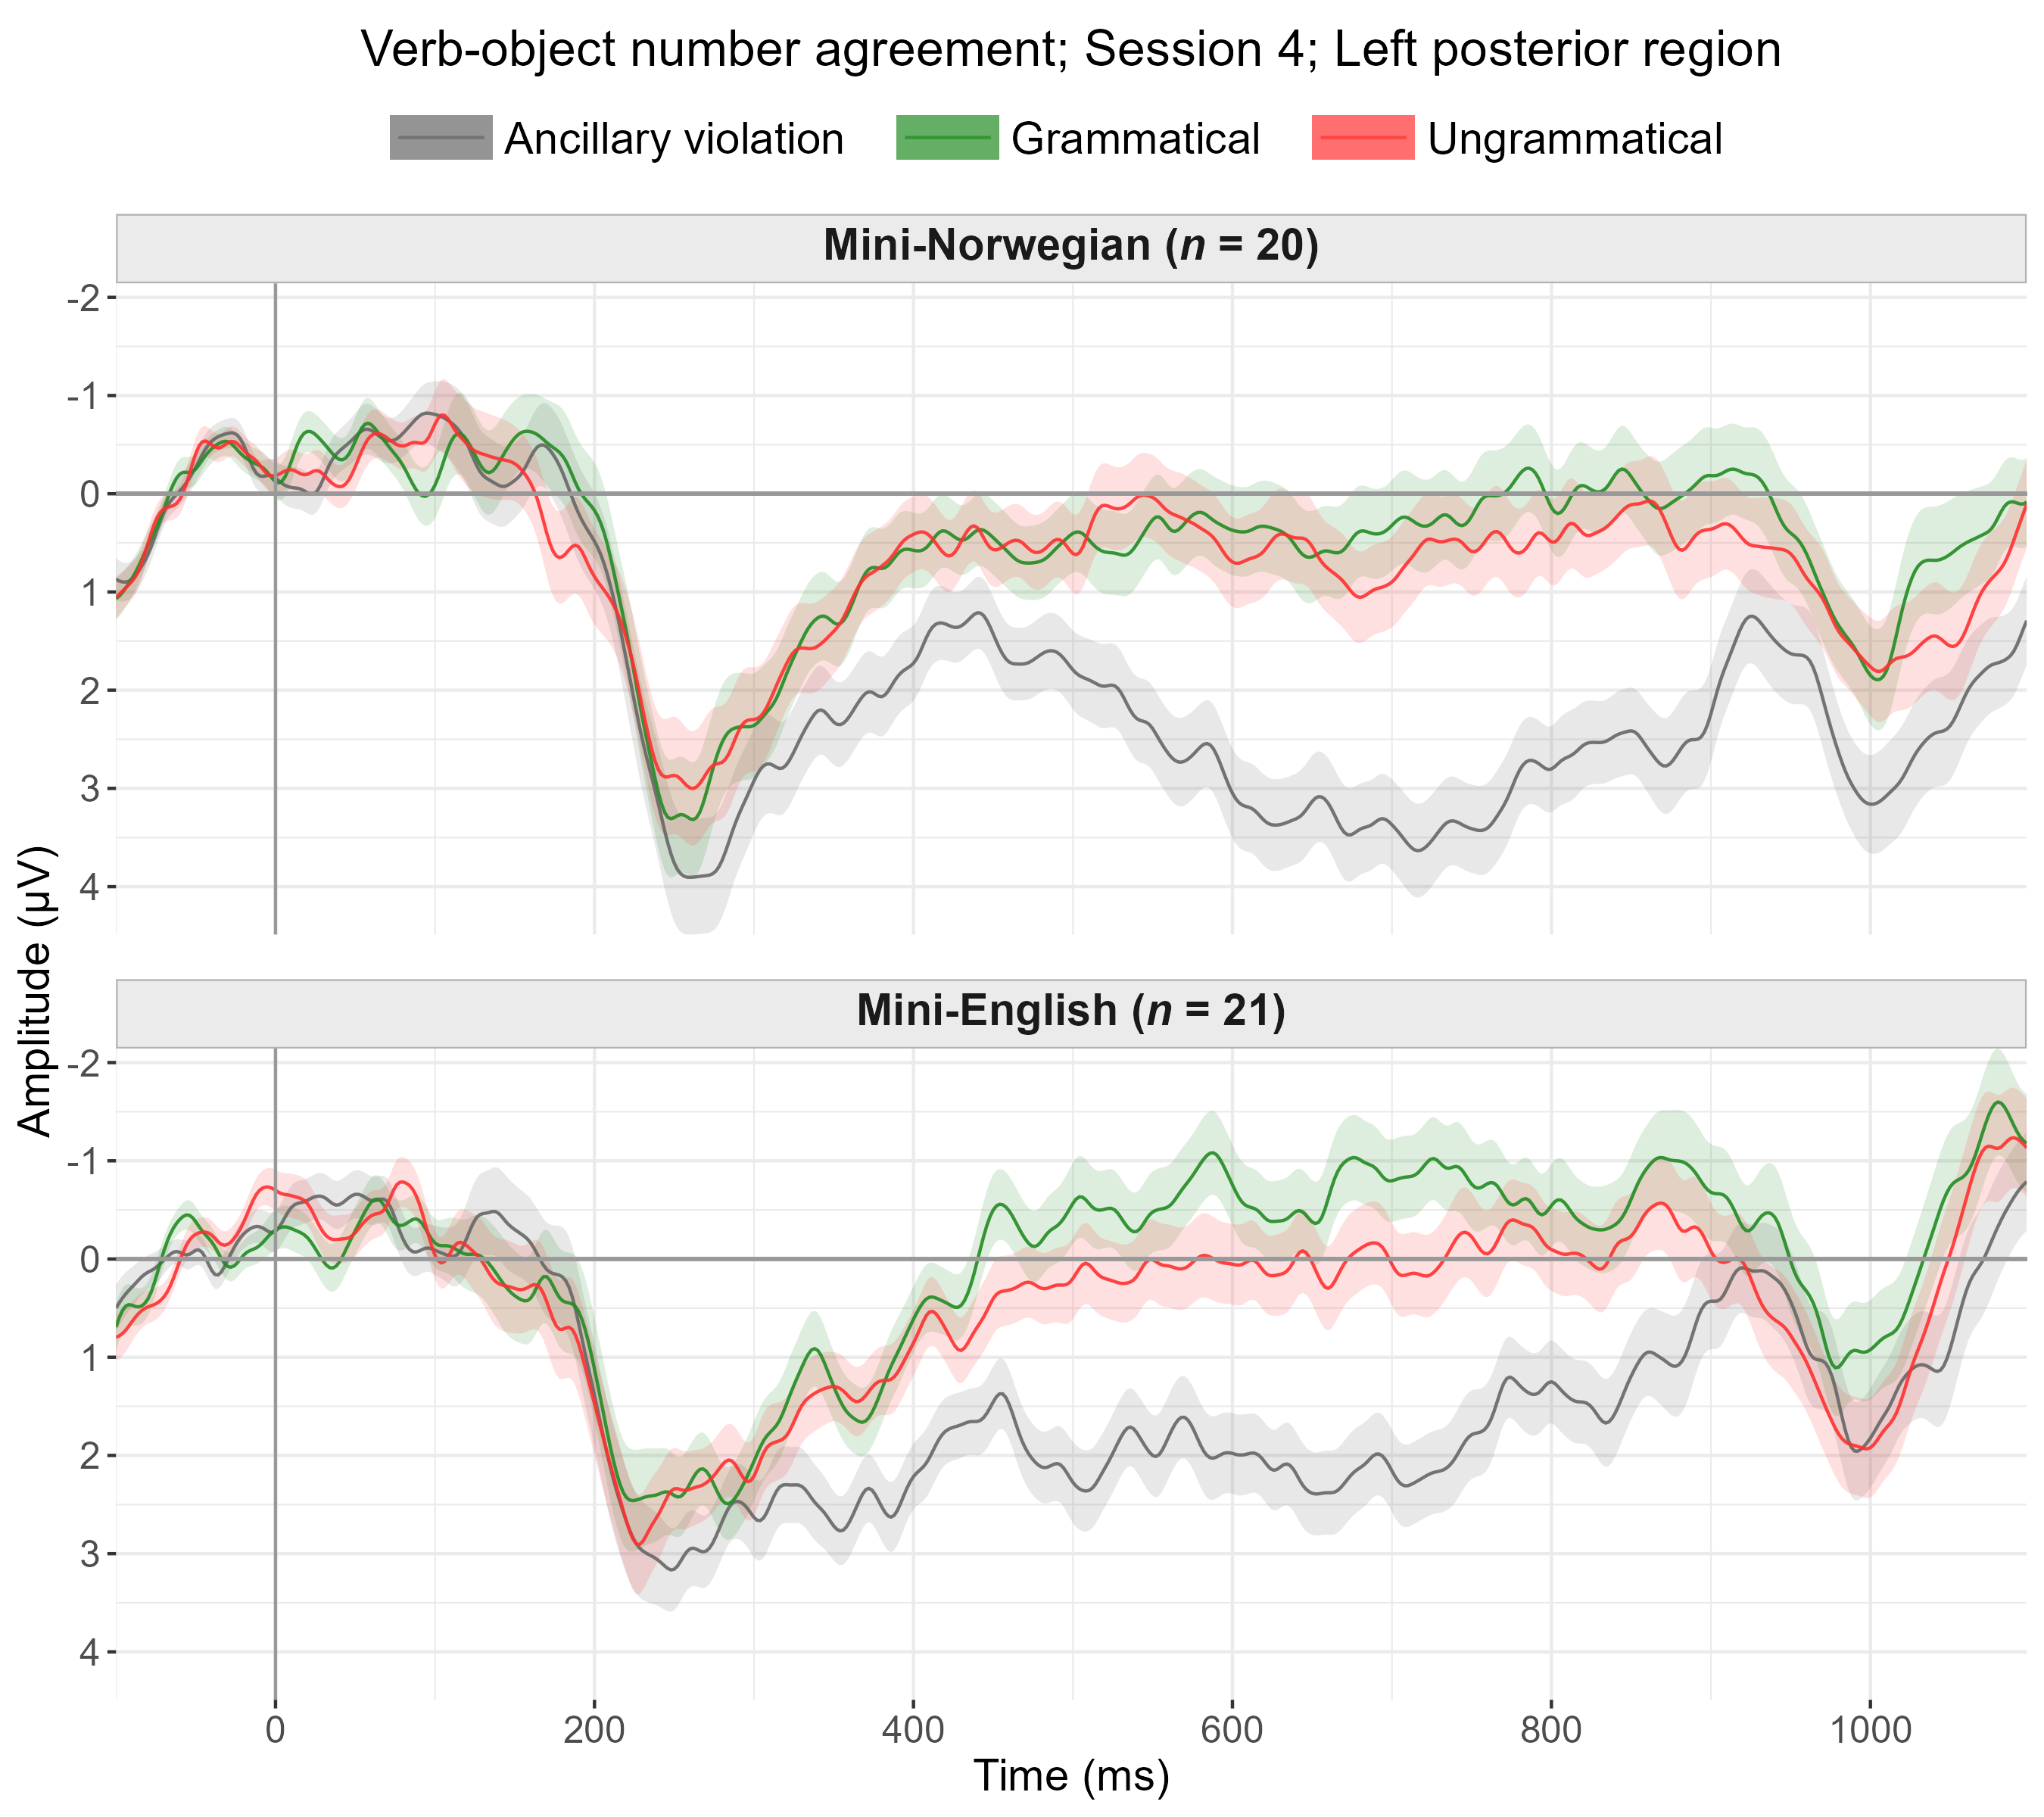 Verb-object number agreement; Session 4; Left posterior region
Ancillary violation Grammatical Ungrammatical
Mini-Norwegian (n = 20)
-2
-1
0
1
2
3
4
Amplitude (µV)
Mini-English (n = 21)
-2
-1
0
1
2
3
4
0 200 400 600 800 1000
Time (ms)